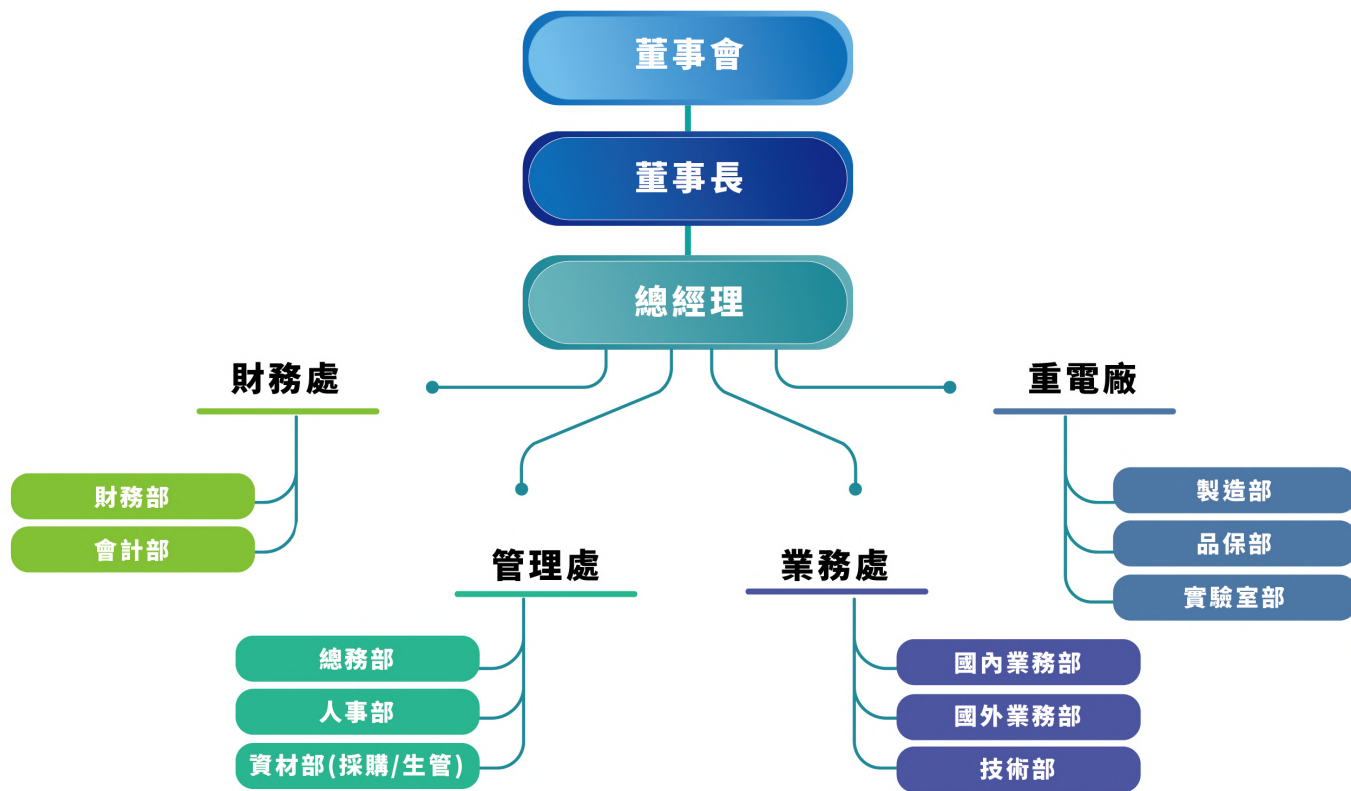 董事會
董事長
總經理
財務處
財務部
會計部
管理處
總務部
人事部
資材部(採購/生管)
業務處
國內業務部
國外業務部
技術部
重電廠
製造部
品保部
實驗室部